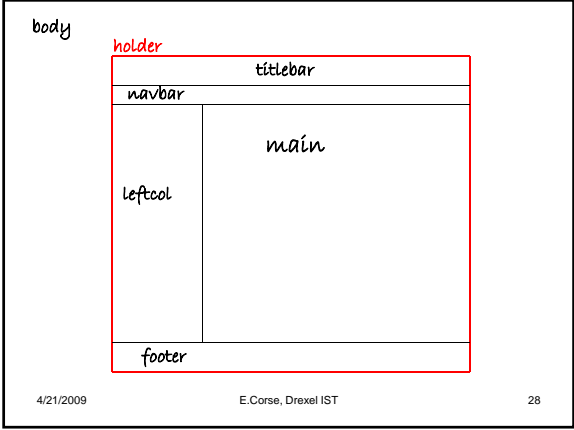 body
holder
titlebar
navbar
main
leftcol
footer
4/21/2009 E.Corse, Drexel IST 28